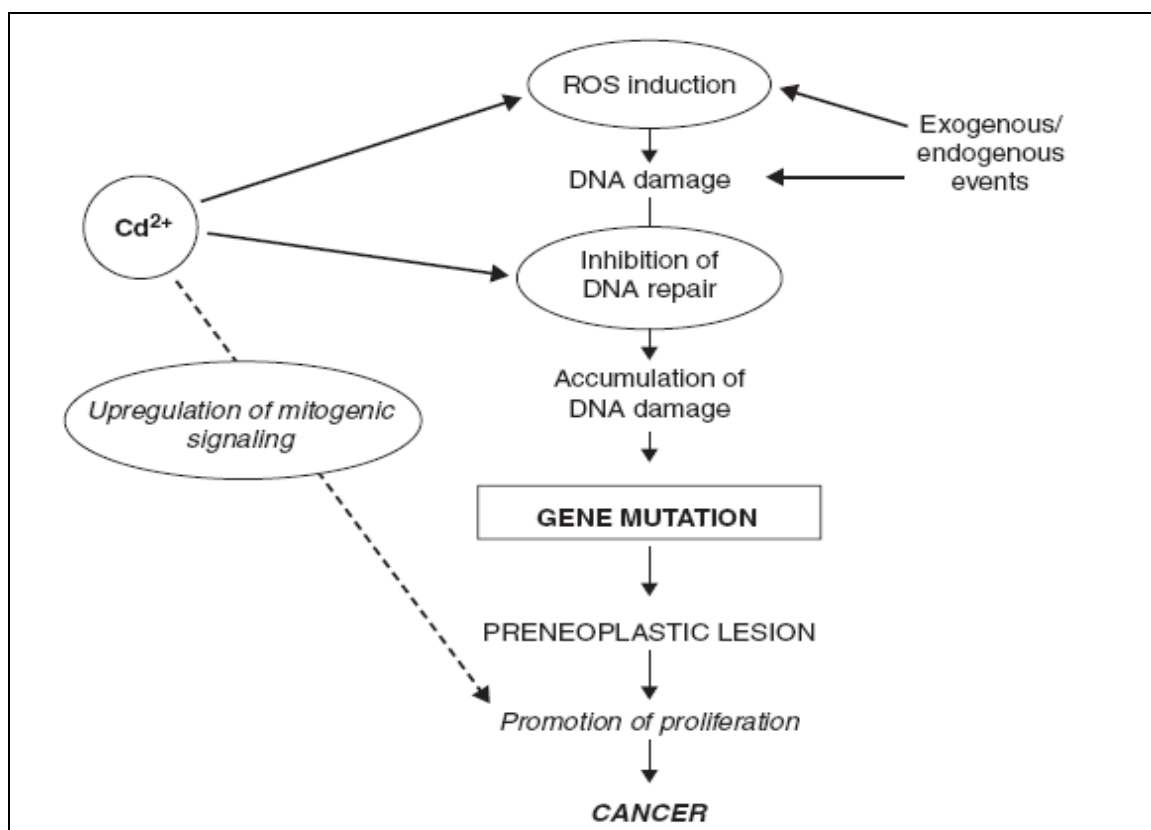 ROS induction
Exogenous/
endogenous
events
DNA damage
Cd²⁺
Inhibition of
DNA repair
Accumulation of
DNA damage
Upregulation of mitogenic
signaling
GENE MUTATION
PRENEOPLASTIC LESION
Promotion of proliferation
CANCER